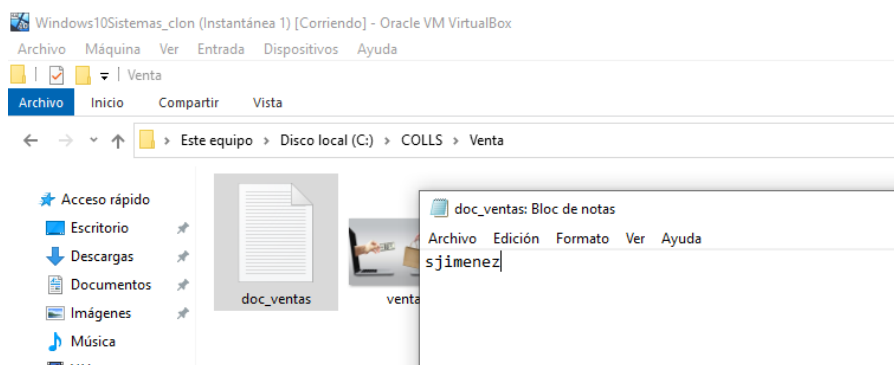 Windows10Sistemas_clon (Instantánea 1) [Corriendo] - Oracle VM VirtualBox
Archivo Máquina Ver Entrada Dispositivos Ayuda
Venta
Archivo Inicio Compartir Vista
Este equipo > Disco local (C:) > COLLS > Venta
Acceso rápido
Escritorio
Descargas
Documentos
Imágenes
Música
doc_ventas
venta
doc_ventas: Bloc de notas
Archivo Edición Formato Ver Ayuda
sjimenez